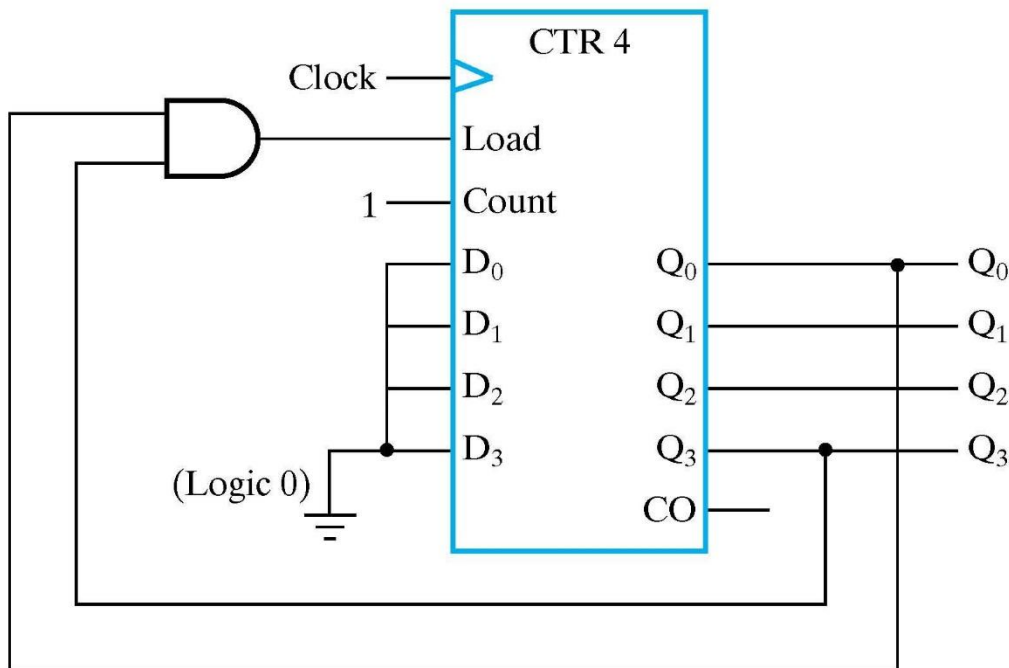 CTR 4
Clock
Load
1 Count
D₀ Q₀ Q₀
D₁ Q₁ Q₁
D₂ Q₂ Q₂
D₃ Q₃ Q₃
(Logic 0)
CO